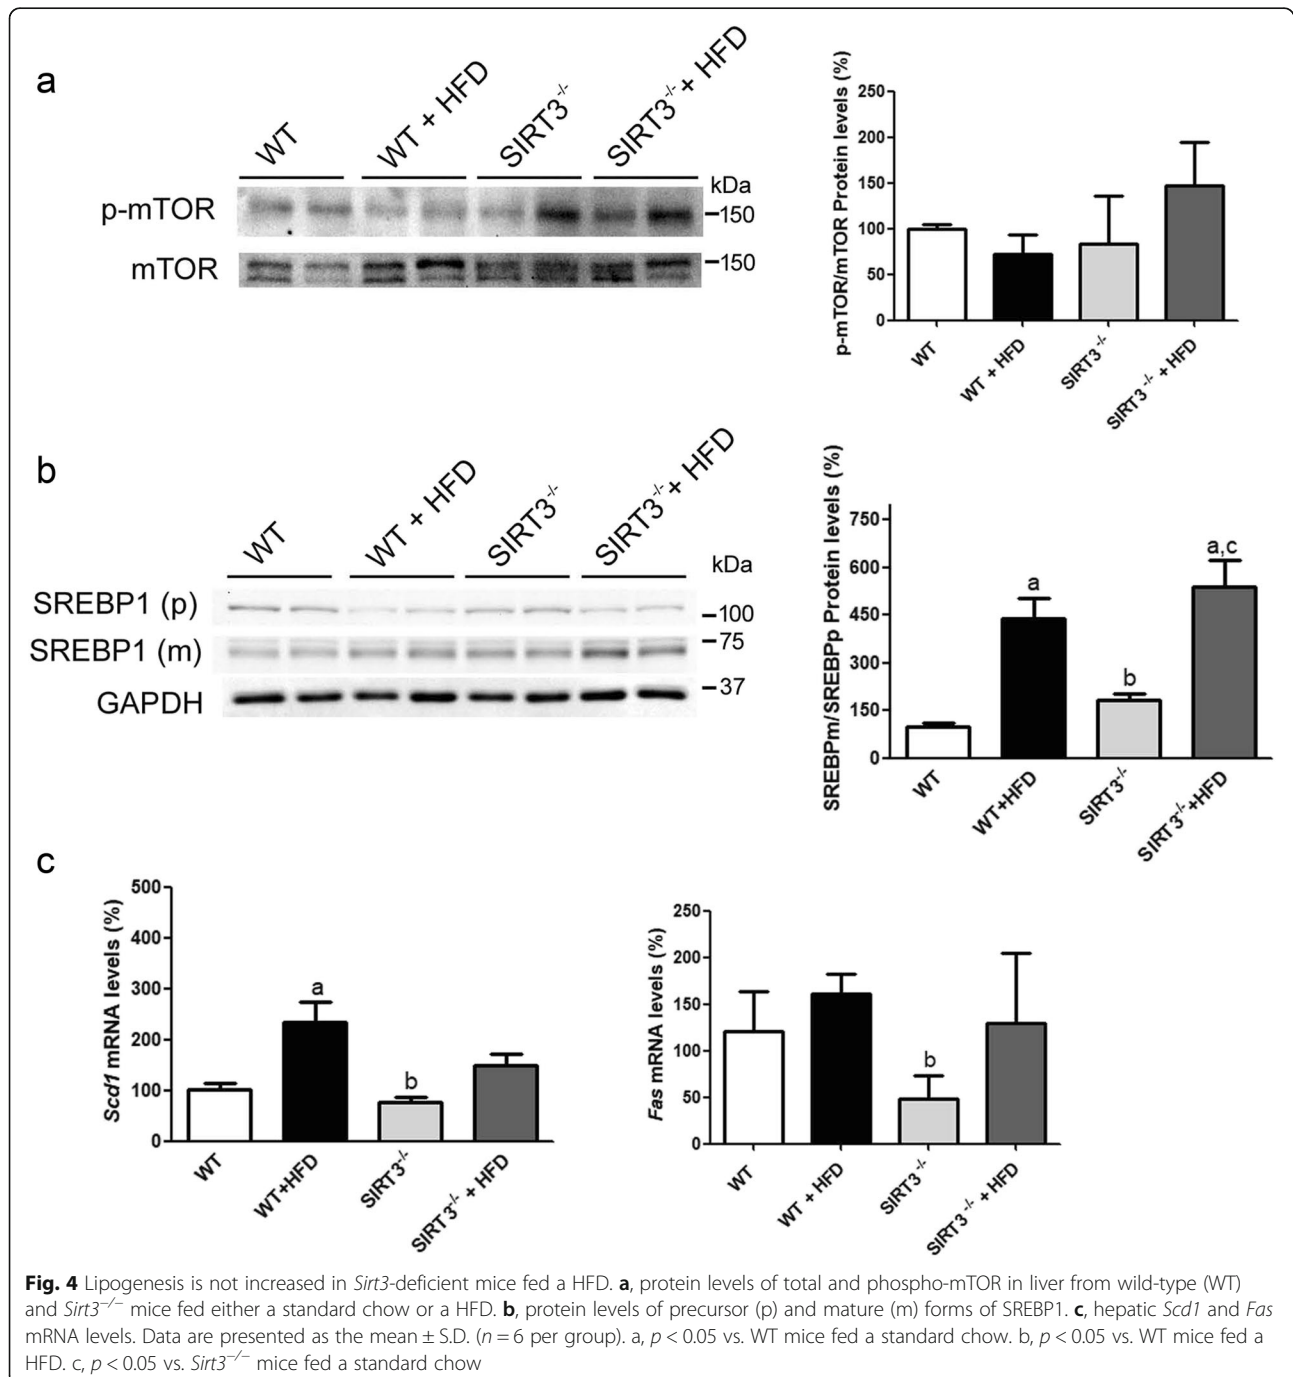 a
WT
WT + HFD
SIRT3-/-
SIRT3-/- + HFD
kDa
p-mTOR
150
mTOR
150
p-mTOR/mTOR Protein levels (%)
250
200
150
100
50
0
WT
WT + HFD
SIRT3-/-
SIRT3-/- + HFD
b
WT
WT + HFD
SIRT3-/-
SIRT3-/- + HFD
kDa
SREBP1 (p)
100
SREBP1 (m)
75
GAPDH
37
SREBPm/SREBPp Protein levels (%)
750
600
450
300
150
0
a
b
a,c
WT
WT+HFD
SIRT3-/-
SIRT3-/-+HFD
c
Scd1 mRNA levels (%)
500
400
300
200
100
0
a
b
WT
WT+HFD
SIRT3-/-
SIRT3-/- + HFD
Fas mRNA levels (%)
250
200
150
100
50
0
b
WT
WT + HFD
SIRT3-/-
SIRT3-/- + HFD
Fig. 4 Lipogenesis is not increased in Sirt3-deficient mice fed a HFD. a, protein levels of total and phospho-mTOR in liver from wild-type (WT)
and Sirt3−/− mice fed either a standard chow or a HFD. b, protein levels of precursor (p) and mature (m) forms of SREBP1. c, hepatic Scd1 and Fas
mRNA levels. Data are presented as the mean ± S.D. (n = 6 per group). a, p < 0.05 vs. WT mice fed a standard chow. b, p < 0.05 vs. WT mice fed a
HFD. c, p < 0.05 vs. Sirt3−/− mice fed a standard chow